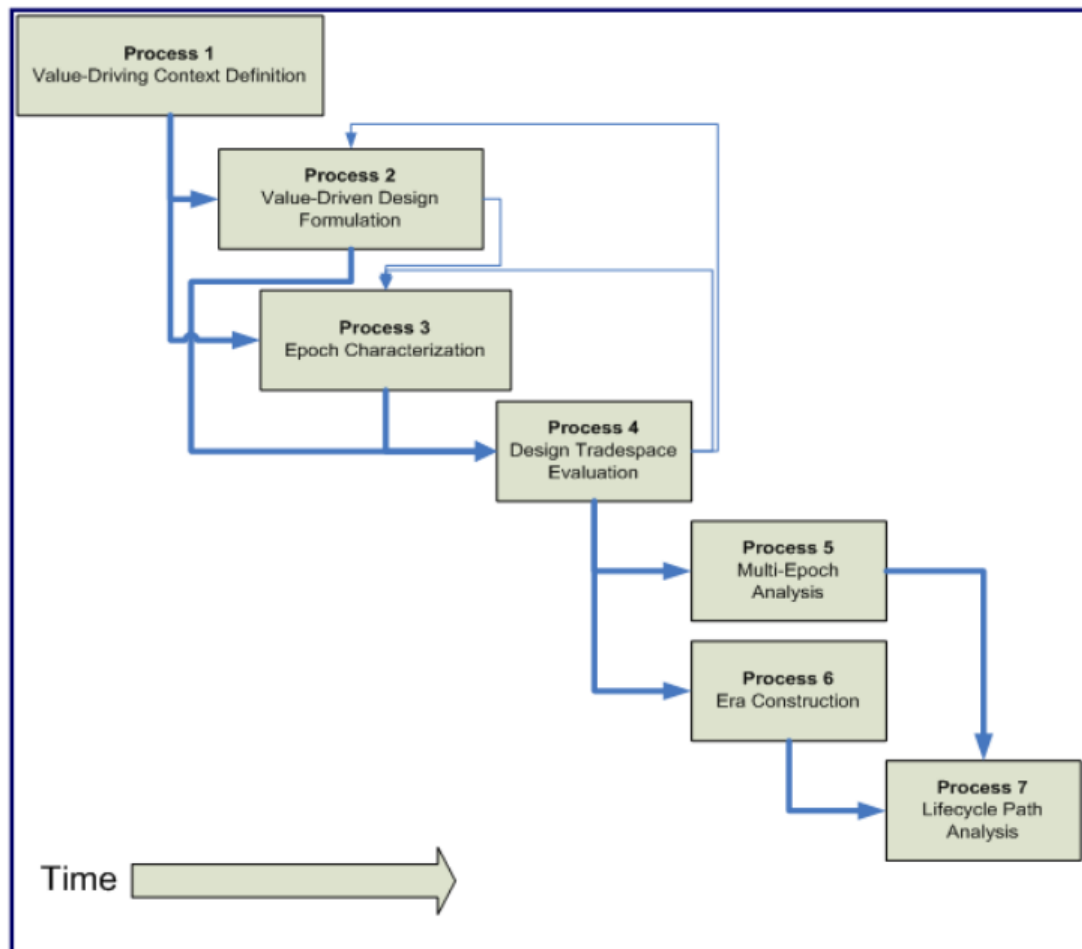 Process 1
Value-Driving Context Definition
Process 2
Value-Driven Design
Formulation
Process 3
Epoch Characterization
Process 4
Design Tradespace
Evaluation
Process 5
Multi-Epoch
Analysis
Process 6
Era Construction
Process 7
Lifecycle Path
Analysis
Time